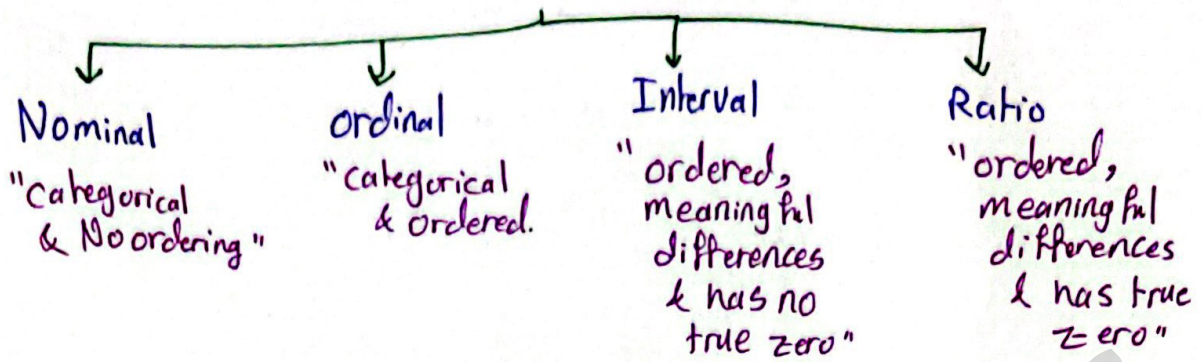 Nominal
"categorical
& No ordering"
ordinal
"categorical
& ordered.
Interval
"ordered,
meaningful
differences
& has no
true zero"
Ratio
"ordered,
meaningful
differences
& has true
zero"